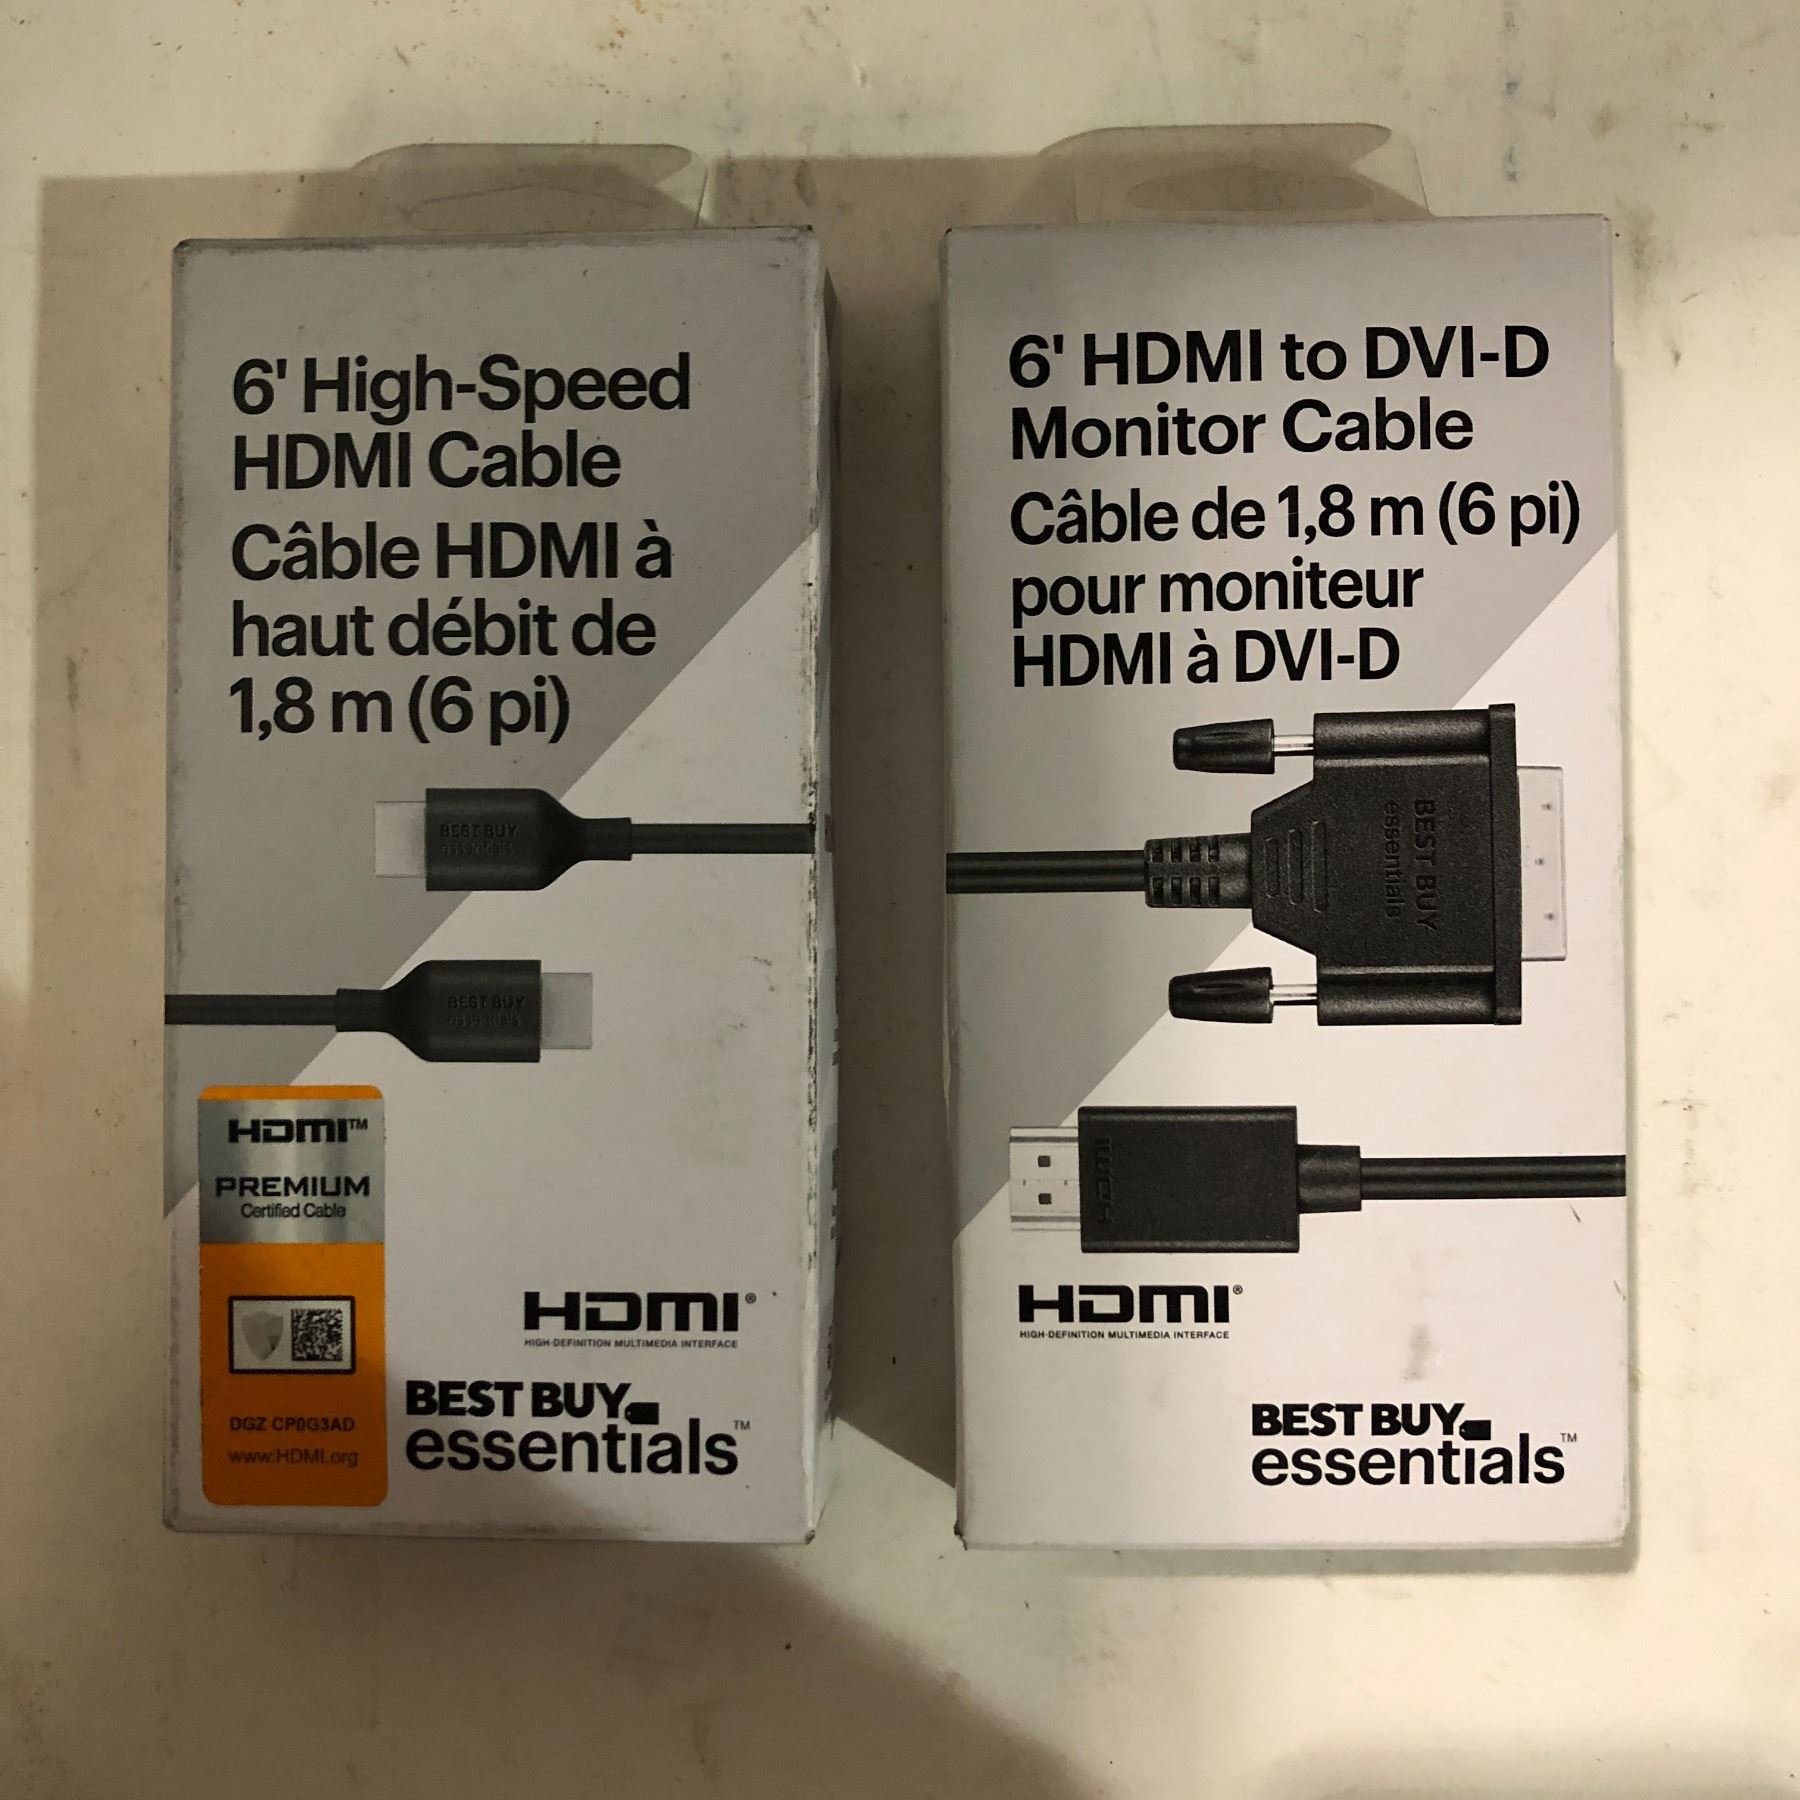 6' High-Speed
HDMI Cable
Câble HDMI à
haut débit de
1,8 m (6 pi)
BEST BUY
essentials
BEST BUY
essentials
HDMI™
PREMIUM
Certified Cable
DGZ CP0G3AD
www.HDMI.org
HDMI®
HIGH-DEFINITION MULTIMEDIA INTERFACE
BEST BUY
essentials™
6' HDMI to DVI-D
Monitor Cable
Câble de 1,8 m (6 pi)
pour moniteur
HDMI à DVI-D
BEST BUY
essentials
HDMI
HDMI®
HIGH-DEFINITION MULTIMEDIA INTERFACE
BEST BUY
essentials™